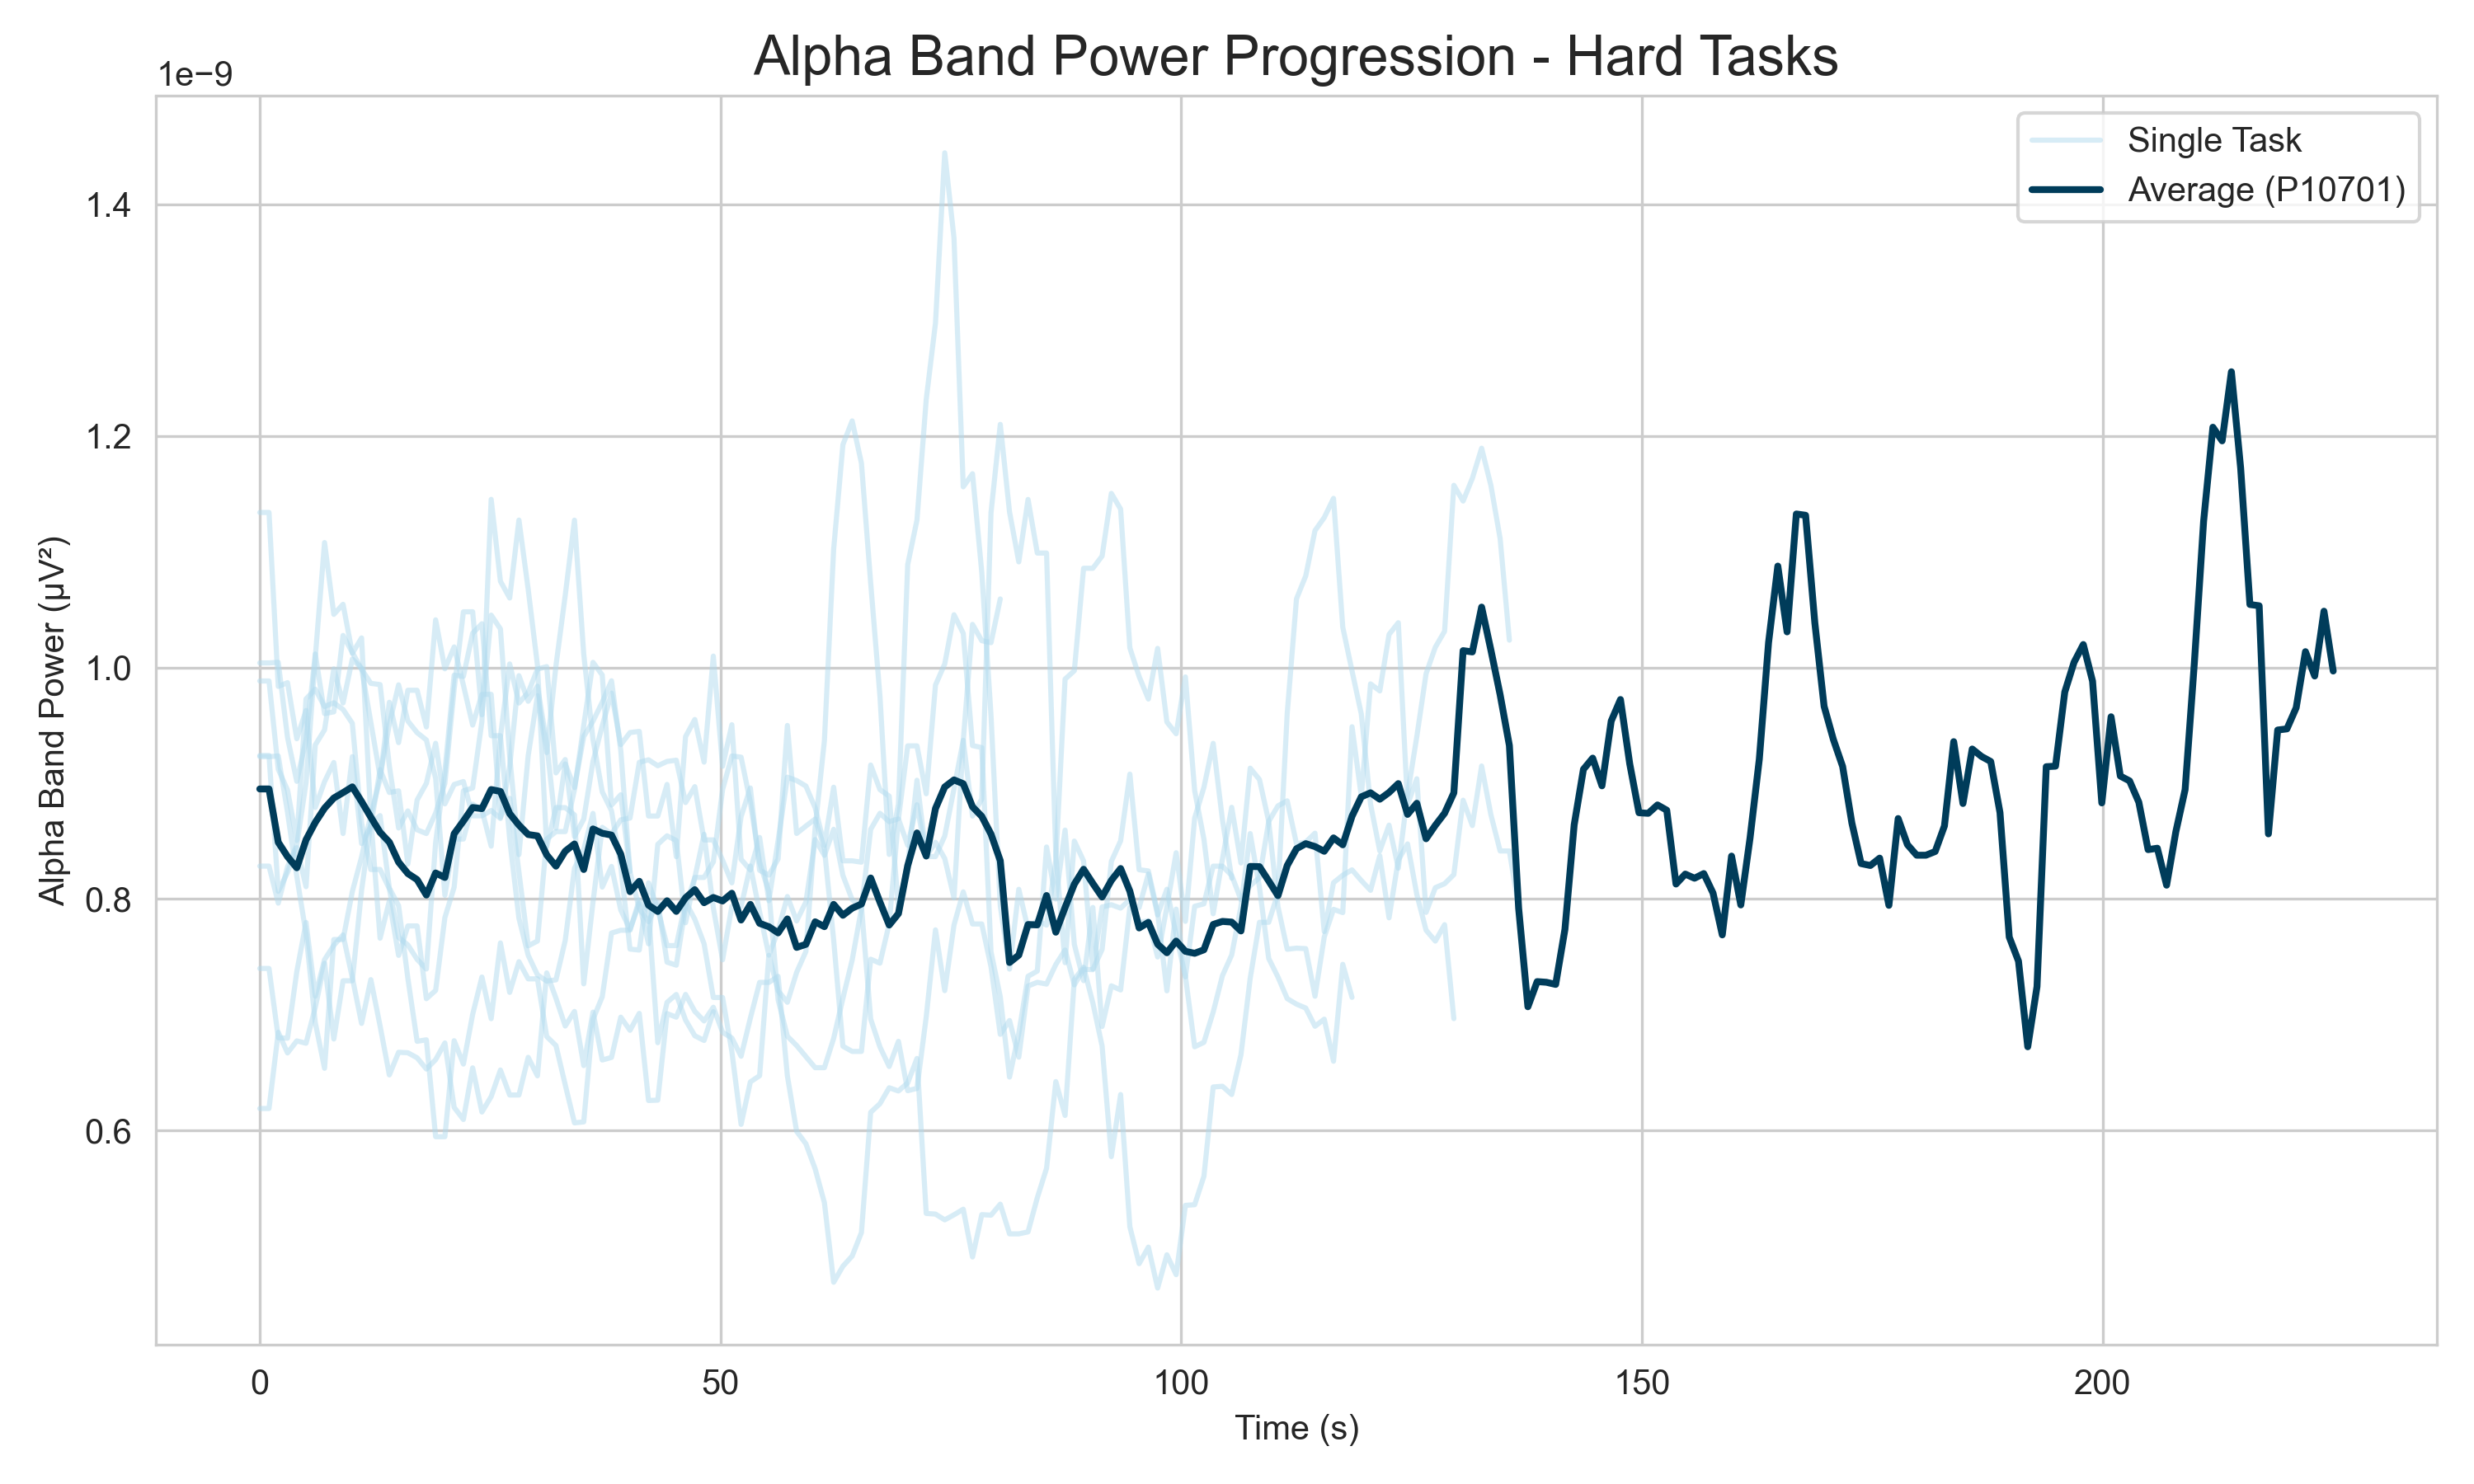 Alpha Band Power Progression - Hard Tasks
1e−9
Single Task
Average (P10701)
1.4
1.2
1.0
0.8
0.6
Alpha Band Power (µV²)
0
50
100
150
200
Time (s)